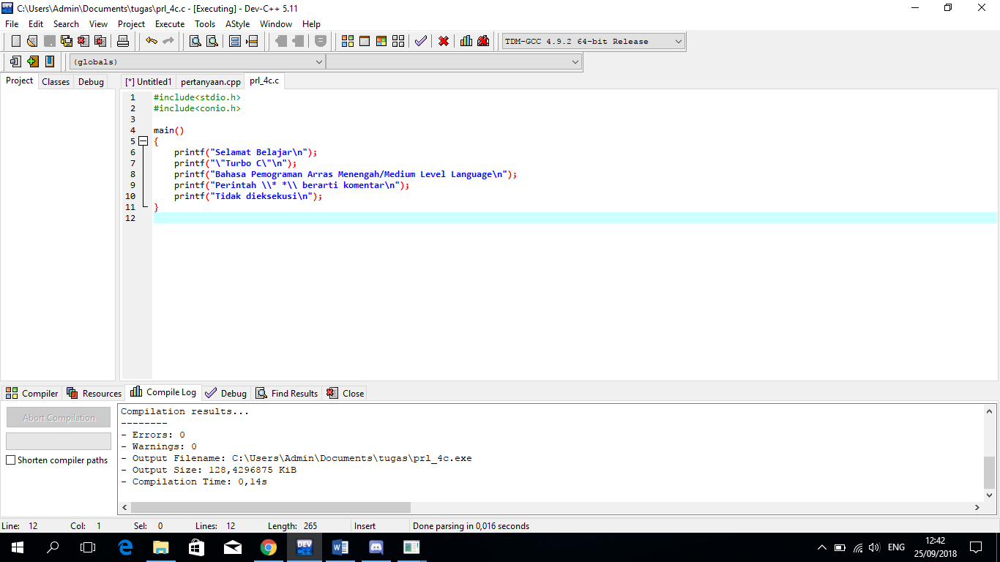 C:\Users\Admin\Documents\tugas\prl_4c.c - [Executing] - Dev-C++ 5.11
File Edit Search View Project Execute Tools AStyle Window Help
TDM-GCC 4.9.2 64-bit Release
(globals)
Project Classes Debug [*] Untitled1 pertanyaan.cpp prl_4c.c
1 #include<stdio.h>
2 #include<conio.h>
3
4 main()
5 {
6 printf("Selamat Belajar\n");
7 printf("\"Turbo C\"\n");
8 printf("Bahasa Pemograman Arras Menengah/Medium Level Language\n");
9 printf("Perintah \\* *\\ berarti komentar\n");
10 printf("Tidak dieksekusi\n");
11 }
12
Compiler Resources Compile Log Debug Find Results Close
Abort Compilation
Shorten compiler paths
Compilation results...
--------
- Errors: 0
- Warnings: 0
- Output Filename: C:\Users\Admin\Documents\tugas\prl_4c.exe
- Output Size: 128,4296875 KiB
- Compilation Time: 0,14s
Line: 12 Col: 1 Sel: 0 Lines: 12 Length: 265 Insert Done parsing in 0,016 seconds
DEV
ENG
12:42
25/09/2018